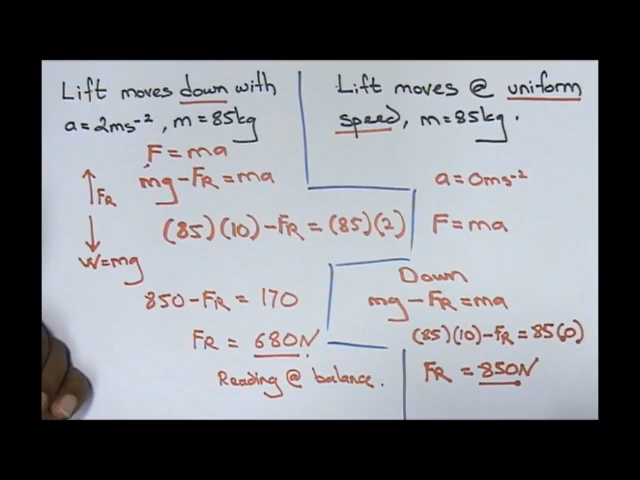 Lift moves down with
a = 2ms⁻², m = 85kg
F = ma
mg - FR = ma
FR
W = mg
(85)(10) - FR = (85)(2)
850 - FR = 170
FR = 680N
Reading @ balance.
Lift moves @ uniform
speed, m = 85kg.
a = 0ms⁻²
F = ma
Down
mg - FR = ma
(85)(10) - FR = 85(0)
FR = 850N